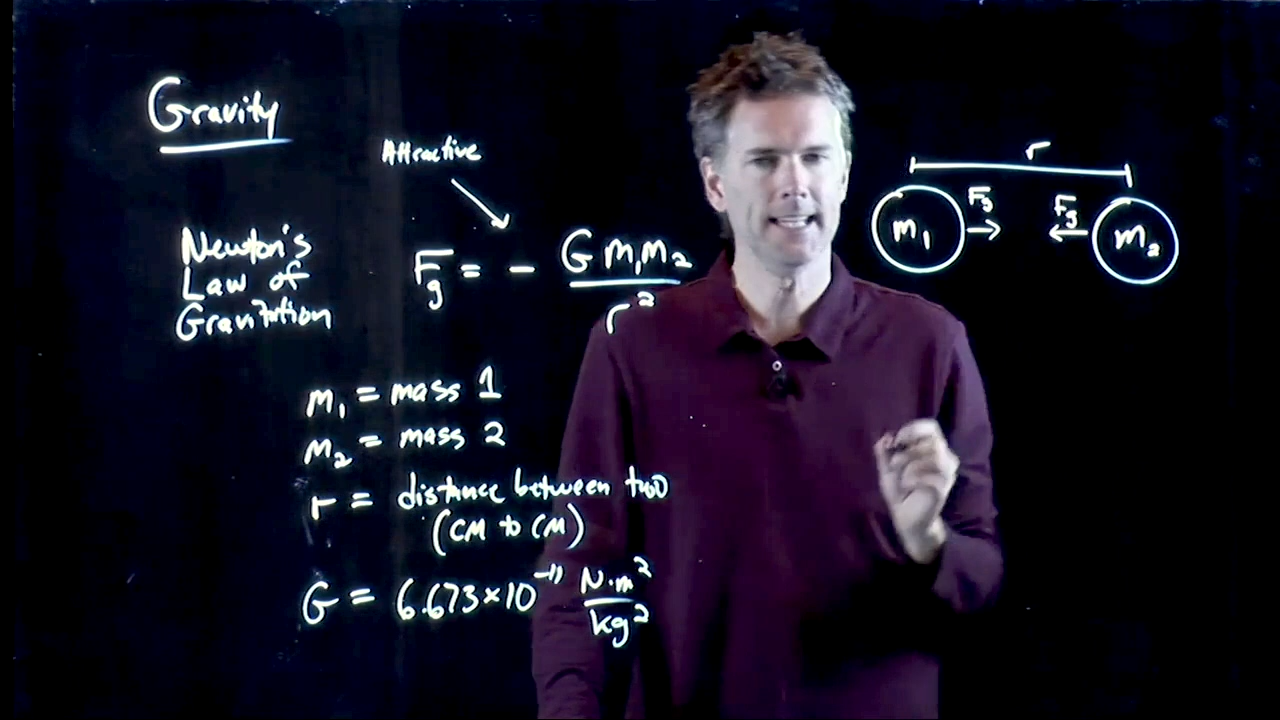 Gravity
Attractive
Newton's
Law of
Gravitation
Fg = - G m₁m₂ / r²
m₁ = mass 1
m₂ = mass 2
r = distance between two
(CM to CM)
G = 6.673×10⁻¹¹ N·m²/kg²
r
Fg
Fg
m₁
m₂